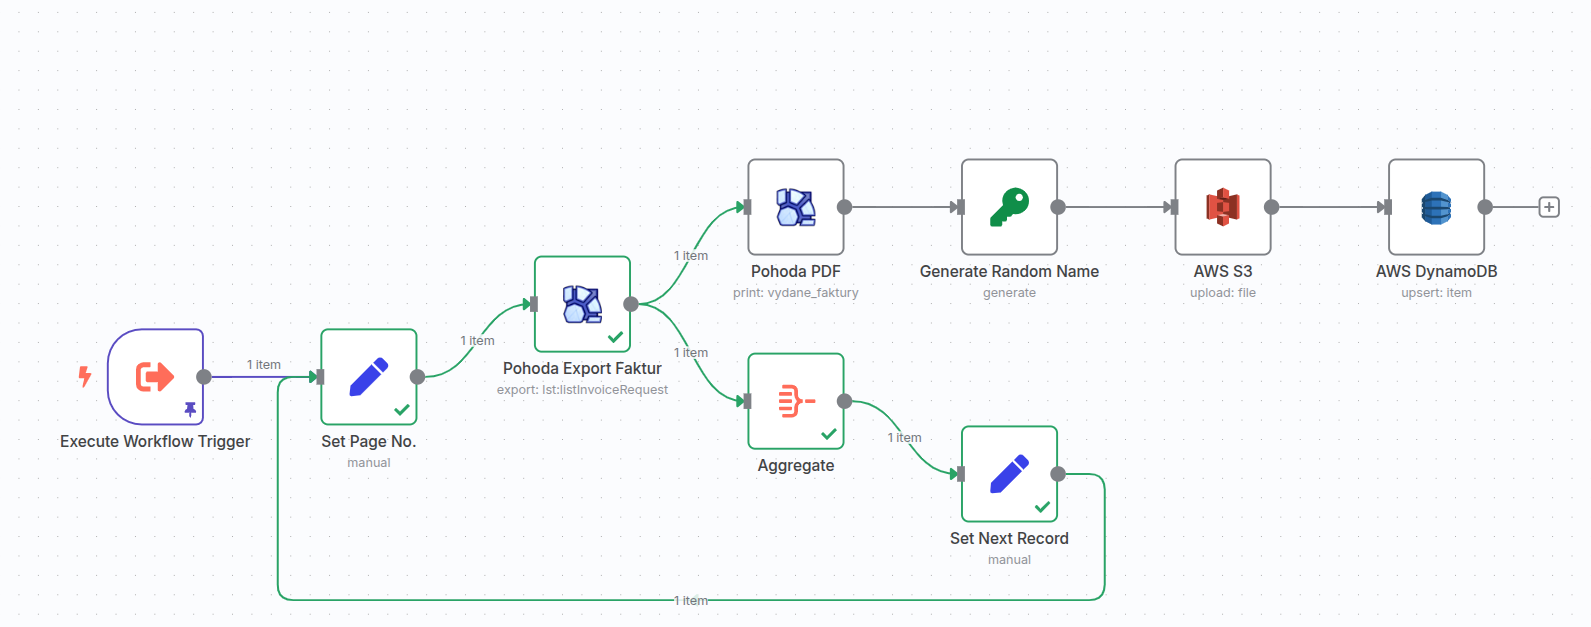 Pohoda PDF
print: vydane_faktury
Generate Random Name
generate
AWS S3
upload: file
AWS DynamoDB
upsert: item
1 item
Pohoda Export Faktur
export: lst:listInvoiceRequest
1 item
1 item
1 item
Execute Workflow Trigger
Set Page No.
manual
Aggregate
1 item
Set Next Record
manual
1 item